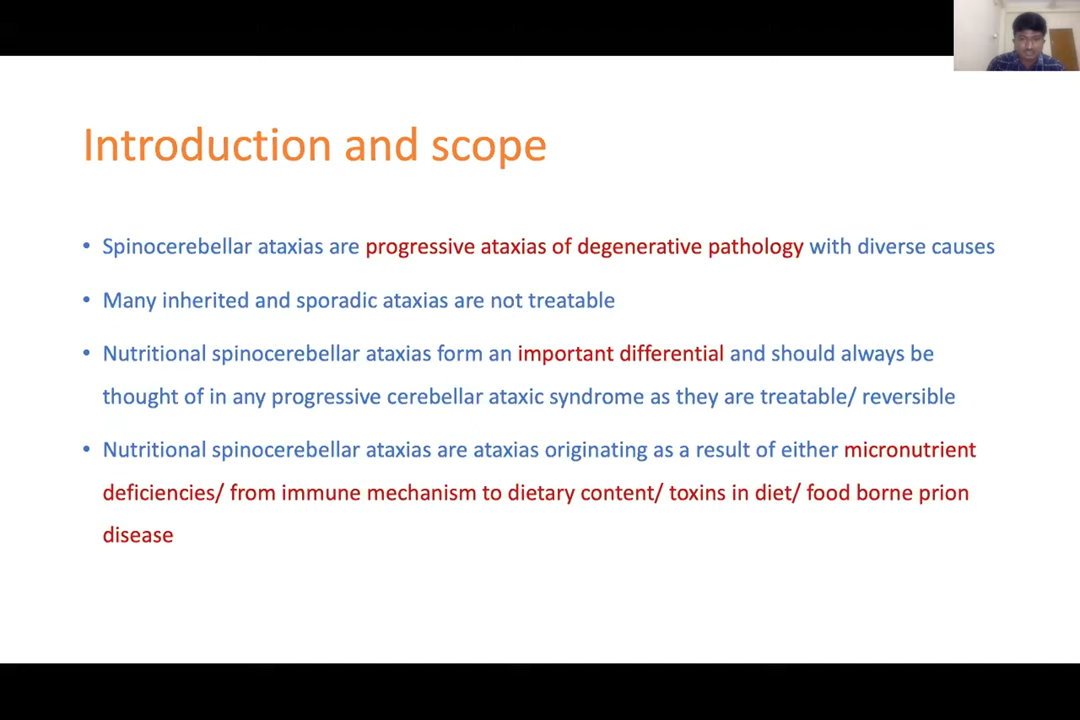 Introduction and scope
• Spinocerebellar ataxias are progressive ataxias of degenerative pathology with diverse causes
• Many inherited and sporadic ataxias are not treatable
• Nutritional spinocerebellar ataxias form an important differential and should always be
thought of in any progressive cerebellar ataxic syndrome as they are treatable/ reversible
• Nutritional spinocerebellar ataxias are ataxias originating as a result of either micronutrient
deficiencies/ from immune mechanism to dietary content/ toxins in diet/ food borne prion
disease